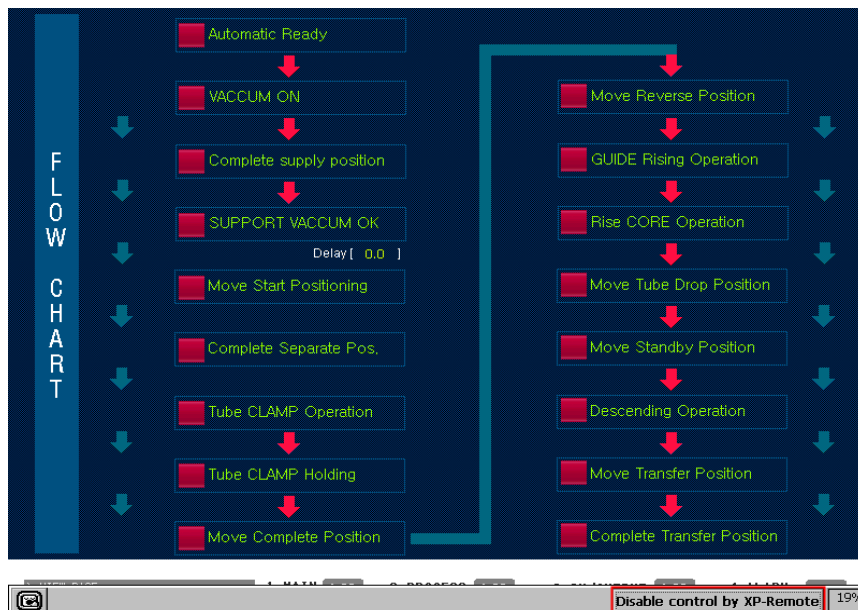 FLOW CHART
Automatic Ready
VACCUM ON
Complete supply position
SUPPORT VACCUM OK
Delay [ 0.0 ]
Move Start Positioning
Complete Separate Pos.
Tube CLAMP Operation
Tube CLAMP Holding
Move Complete Position
Move Reverse Position
GUIDE Rising Operation
Rise CORE Operation
Move Tube Drop Position
Move Standby Position
Descending Operation
Move Transfer Position
Complete Transfer Position
Disable control by XP-Remote
19%